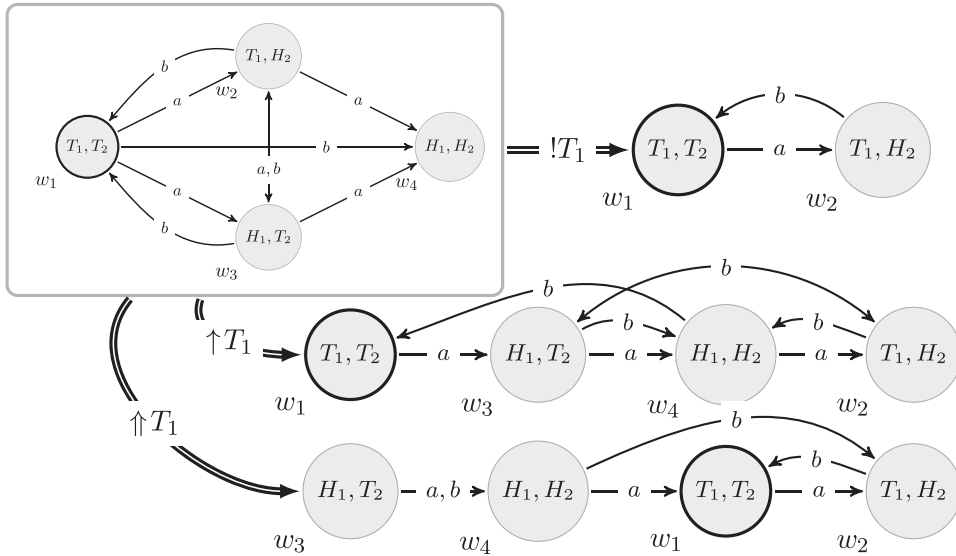 T₁, H₂
b
a
w₂
a
T₁, T₂
b
H₁, H₂
w₁
a, b
w₄
a
a
b
H₁, T₂
w₃
!T₁
b
T₁, T₂
a
T₁, H₂
w₁
w₂
↑T₁
b
b
T₁, T₂
a
H₁, T₂
b
a
H₁, H₂
b
a
T₁, H₂
w₁
w₃
w₄
w₂
⇑T₁
b
H₁, T₂
a, b
H₁, H₂
a
T₁, T₂
b
a
T₁, H₂
w₃
w₄
w₁
w₂